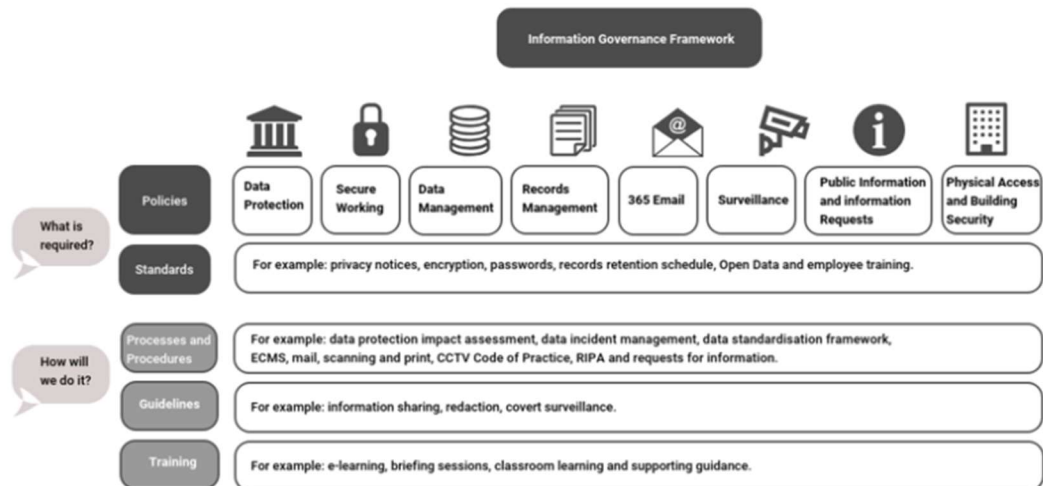 Information Governance Framework
@
Policies
Data
Protection
Secure
Working
Data
Management
Records
Management
365 Email
Surveillance
Public Information
and information
Requests
Physical Access
and Building
Security
What is
required?
Standards
For example: privacy notices, encryption, passwords, records retention schedule, Open Data and employee training.
How will
we do it?
Processes and
Procedures
For example: data protection impact assessment, data incident management, data standardisation framework,
ECMS, mail, scanning and print, CCTV Code of Practice, RIPA and requests for information.
Guidelines
For example: information sharing, redaction, covert surveillance.
Training
For example: e-learning, briefing sessions, classroom learning and supporting guidance.